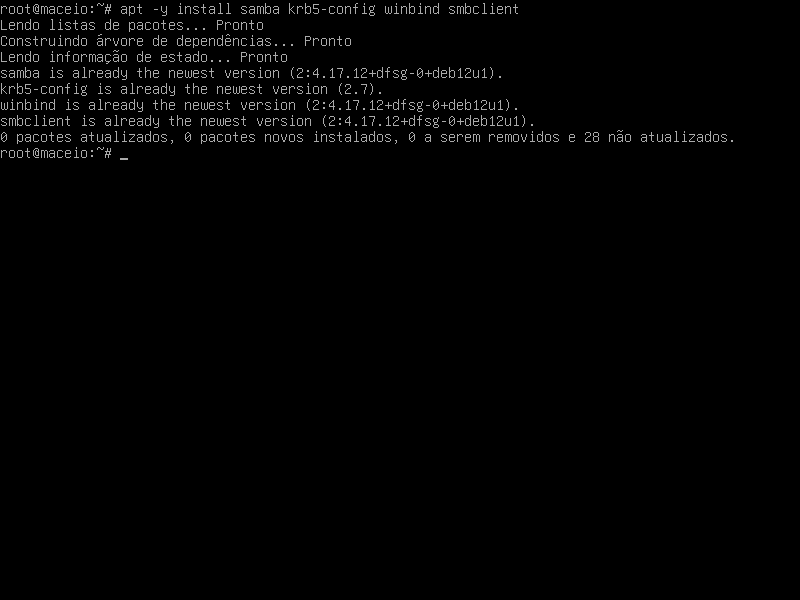 root@maceio:~# apt -y install samba krb5-config winbind smbclient
Lendo listas de pacotes... Pronto
Construindo árvore de dependências... Pronto
Lendo informação de estado... Pronto
samba is already the newest version (2:4.17.12+dfsg-0+deb12u1).
krb5-config is already the newest version (2.7).
winbind is already the newest version (2:4.17.12+dfsg-0+deb12u1).
smbclient is already the newest version (2:4.17.12+dfsg-0+deb12u1).
0 pacotes atualizados, 0 pacotes novos instalados, 0 a serem removidos e 28 não atualizados.
root@maceio:~# _